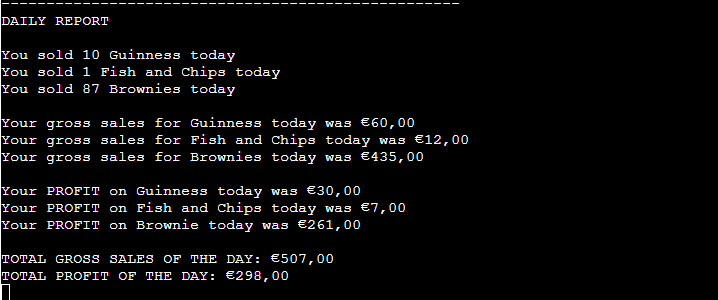 ---------------------------------------------------
DAILY REPORT
You sold 10 Guinness today
You sold 1 Fish and Chips today
You sold 87 Brownies today
Your gross sales for Guinness today was €60,00
Your gross sales for Fish and Chips today was €12,00
Your gross sales for Brownies today was €435,00
Your PROFIT on Guinness today was €30,00
Your PROFIT on Fish and Chips today was €7,00
Your PROFIT on Brownie today was €261,00
TOTAL GROSS SALES OF THE DAY: €507,00
TOTAL PROFIT OF THE DAY: €298,00